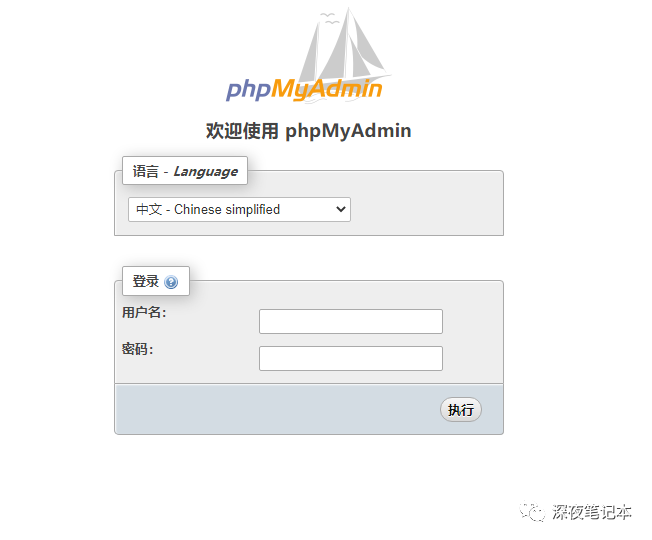 phpMyAdmin
欢迎使用 phpMyAdmin
语言 - Language
中文 - Chinese simplified
登录
用户名：
密码：
执行
深夜笔记本